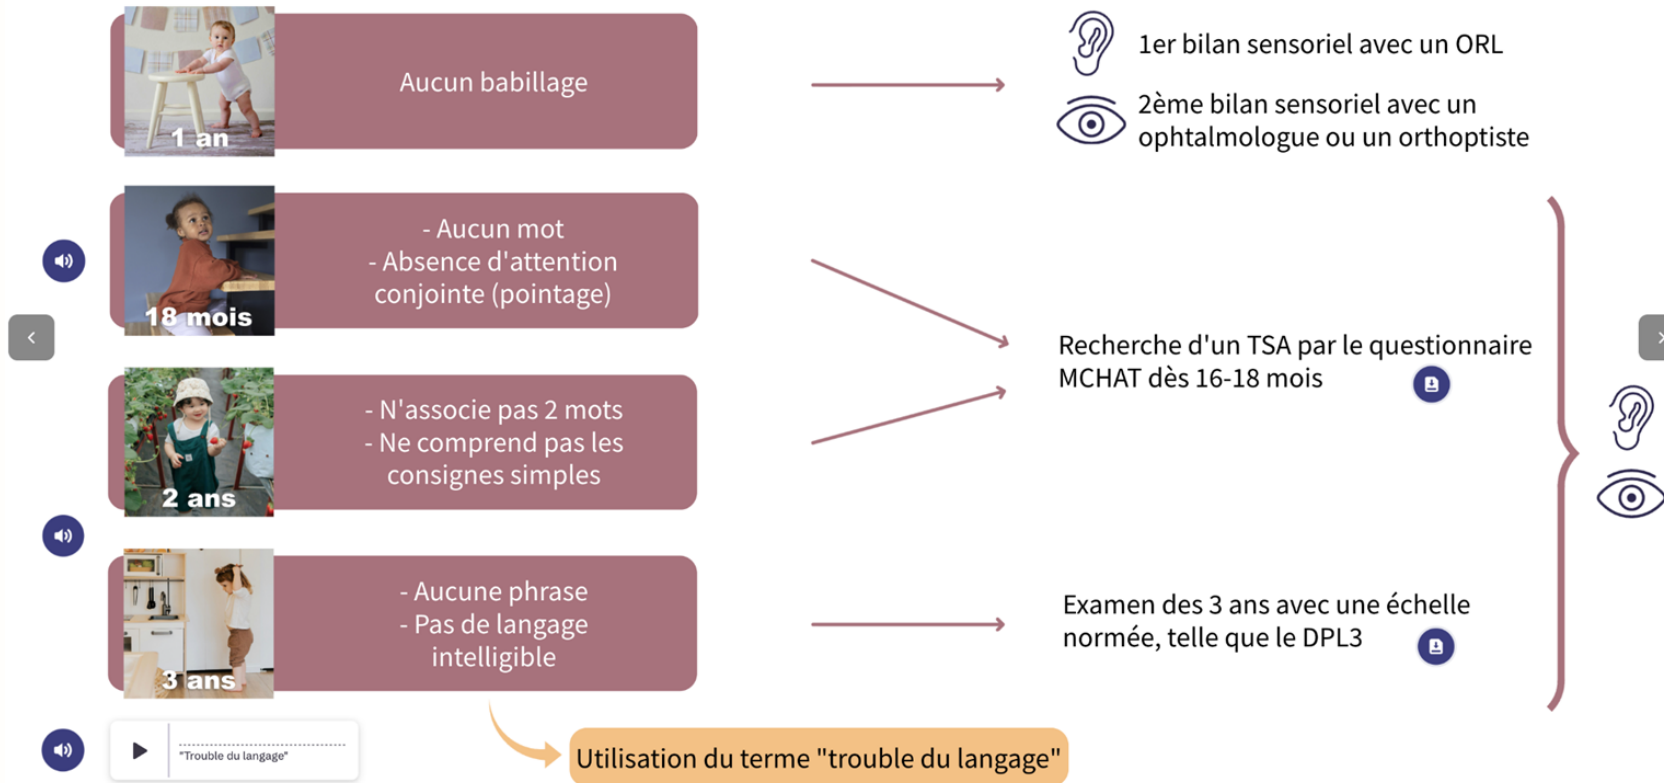 Aucun babillage
1 an
1er bilan sensoriel avec un ORL
2ème bilan sensoriel avec un
ophtalmologue ou un orthoptiste
- Aucun mot
- Absence d'attention
conjointe (pointage)
18 mois
Recherche d'un TSA par le questionnaire
MCHAT dès 16-18 mois
- N'associe pas 2 mots
- Ne comprend pas les
consignes simples
2 ans
- Aucune phrase
- Pas de langage
intelligible
3 ans
Examen des 3 ans avec une échelle
normée, telle que le DPL3
"Trouble du langage"
Utilisation du terme "trouble du langage"